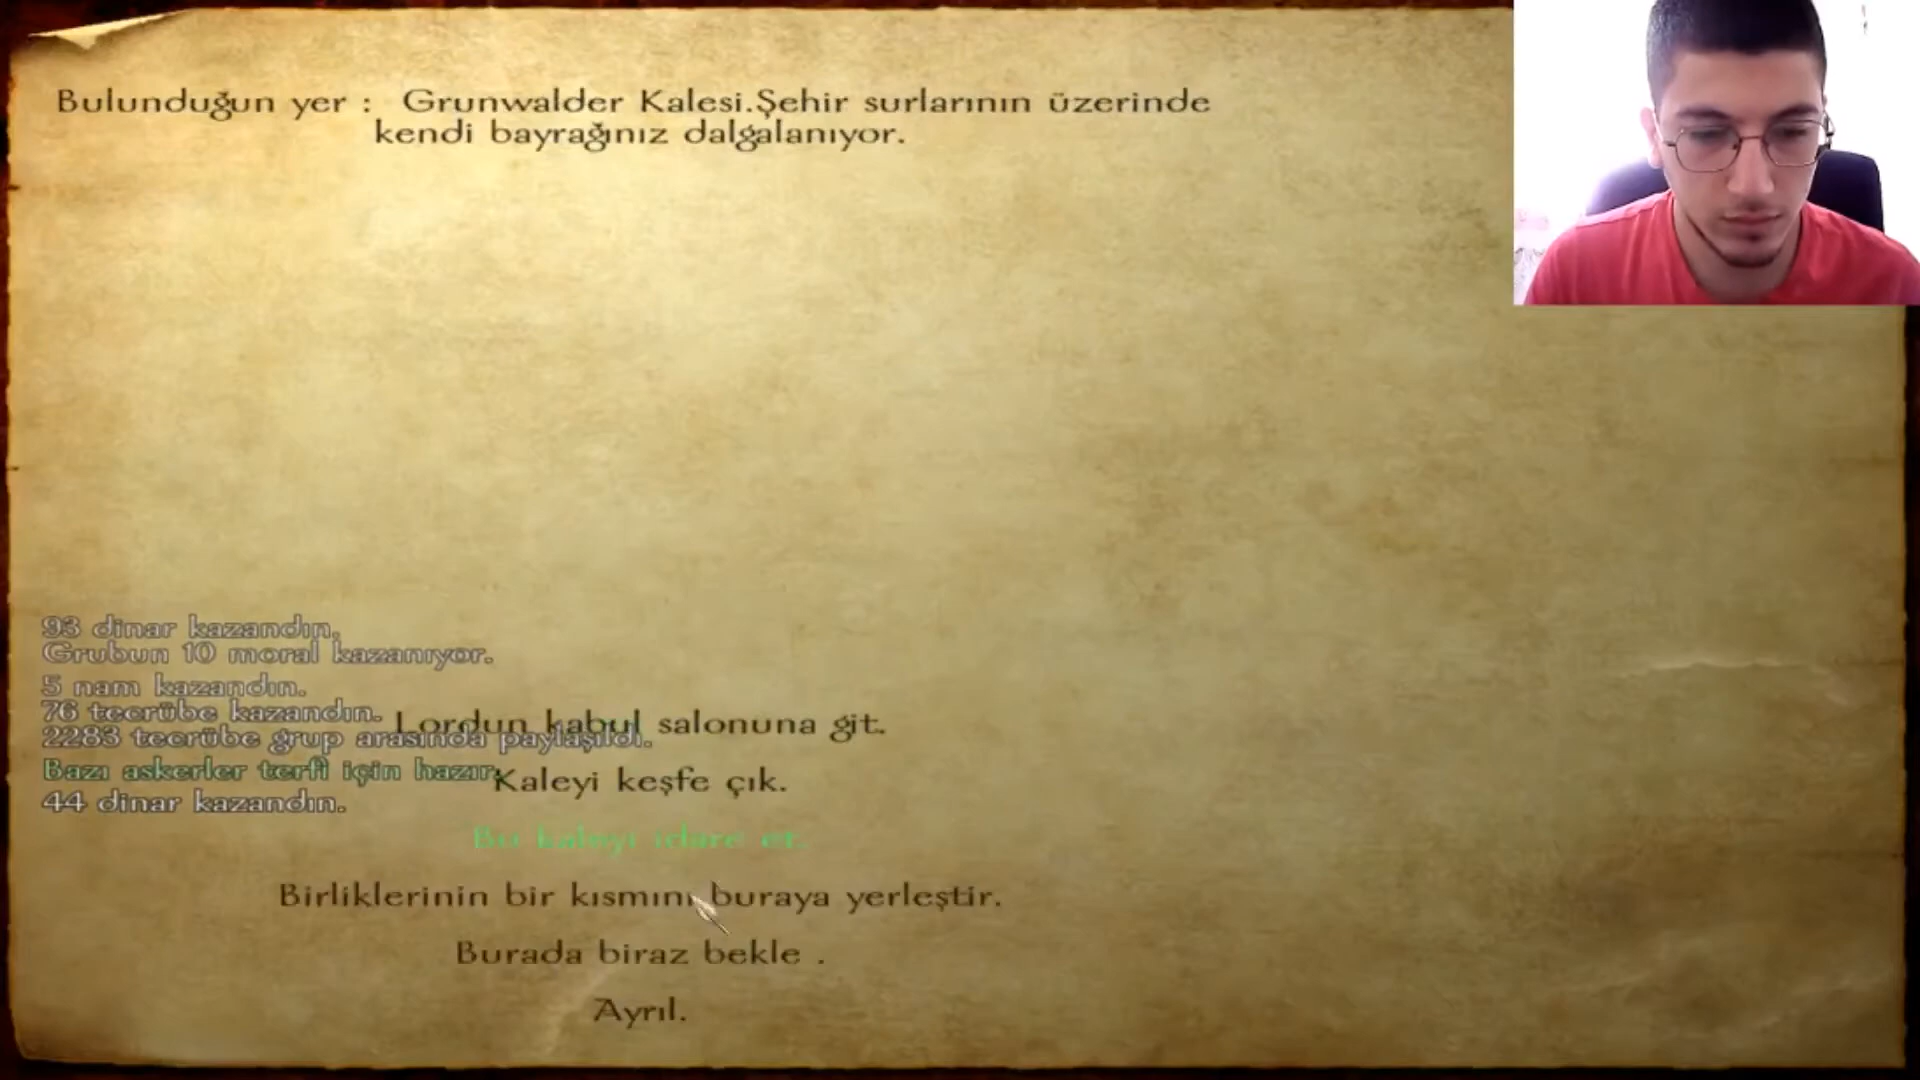 Bulunduğun yer : Grunwalder Kalesi.Şehir surlarının üzerinde
kendi bayrağınız dalgalanıyor.
93 dinar kazandın.
Grubun 10 moral kazanıyor.
5 nam kazandın.
76 tecrübe kazandın.
Lordun kabul salonuna git.
2283 tecrübe grup arasında paylaşıldı.
Bazı askerler terfi için hazır.
Kaleyi keşfe çık.
44 dinar kazandın.
Bu kaleyi idare et.
Birliklerinin bir kısmını buraya yerleştir.
Burada biraz bekle .
Ayrıl.